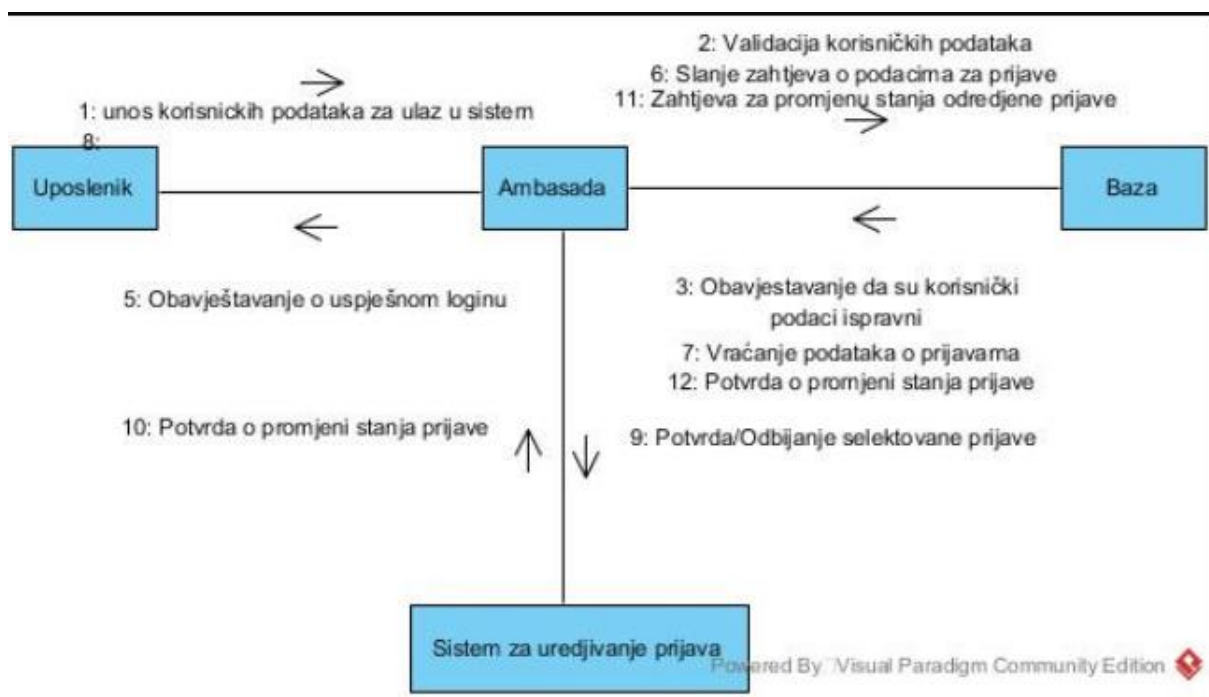 2: Validacija korisničkih podataka
6: Slanje zahtjeva o podacima za prijave
11: Zahtjeva za promjenu stanja odredjene prijave
1: unos korisnickih podataka za ulaz u sistem
8:
Uposlenik
Ambasada
Baza
5: Obavještavanje o uspješnom loginu
3: Obavjestavanje da su korisnički
podaci ispravni
7: Vraćanje podataka o prijavama
12: Potvrda o promjeni stanja prijave
10: Potvrda o promjeni stanja prijave
9: Potvrda/Odbijanje selektovane prijave
Sistem za uredjivanje prijava
Powered By Visual Paradigm Community Edition